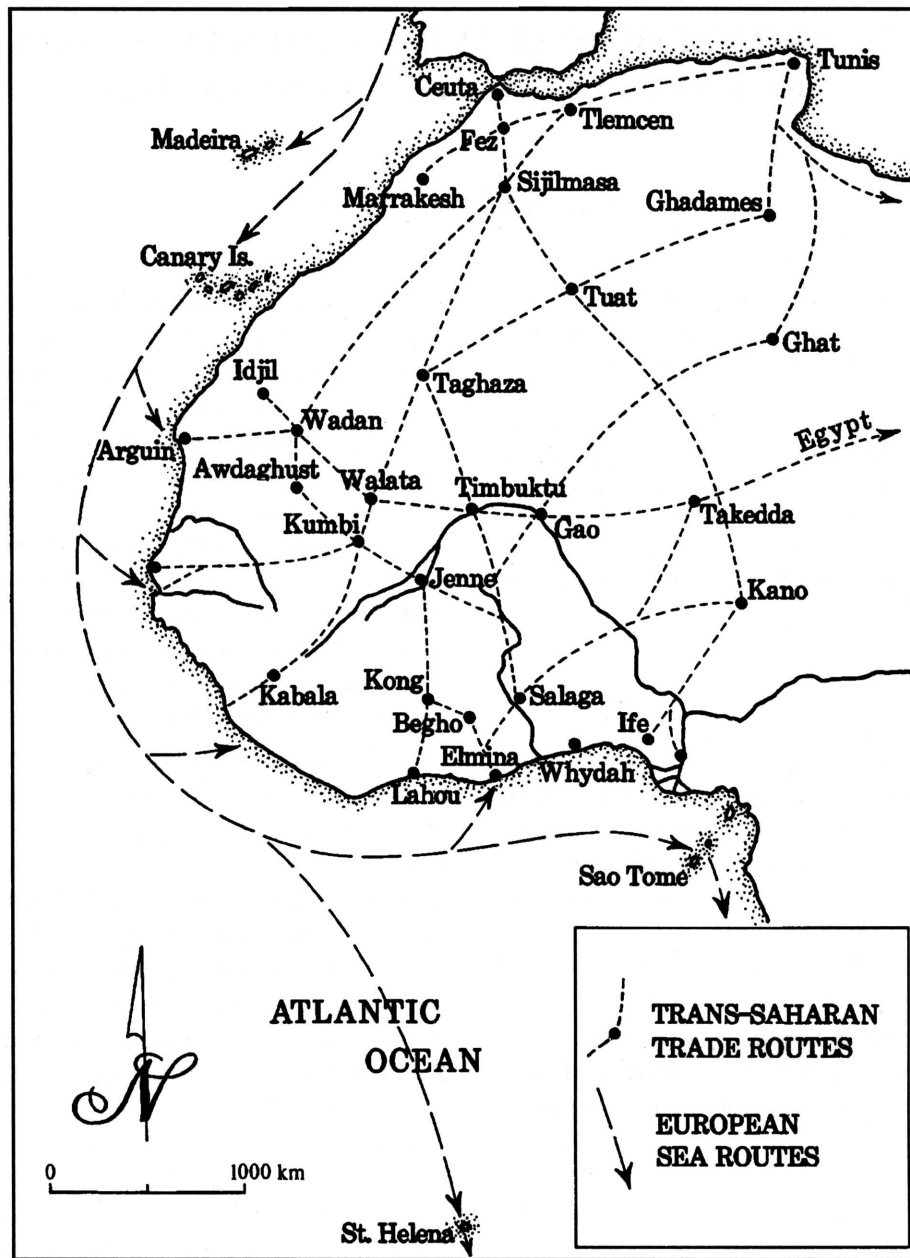 Tunis
Ceuta
Tlemcen
Madeira
Fez
Marrakesh
Sijilmasa
Ghadames
Canary Is.
Tuat
Ghat
Idjil
Taghaza
Wadan
Arguin
Egypt
Awdaghust
Walata
Timbuktu
Kumbi
Gao
Takedda
Jenne
Kano
Kabala
Kong
Salaga
Begho
Ife
Elmina
Whydah
Lahou
Sao Tome
ATLANTIC
OCEAN
N
0 1000 km
St. Helena
TRANS-SAHARAN
TRADE ROUTES
EUROPEAN
SEA ROUTES